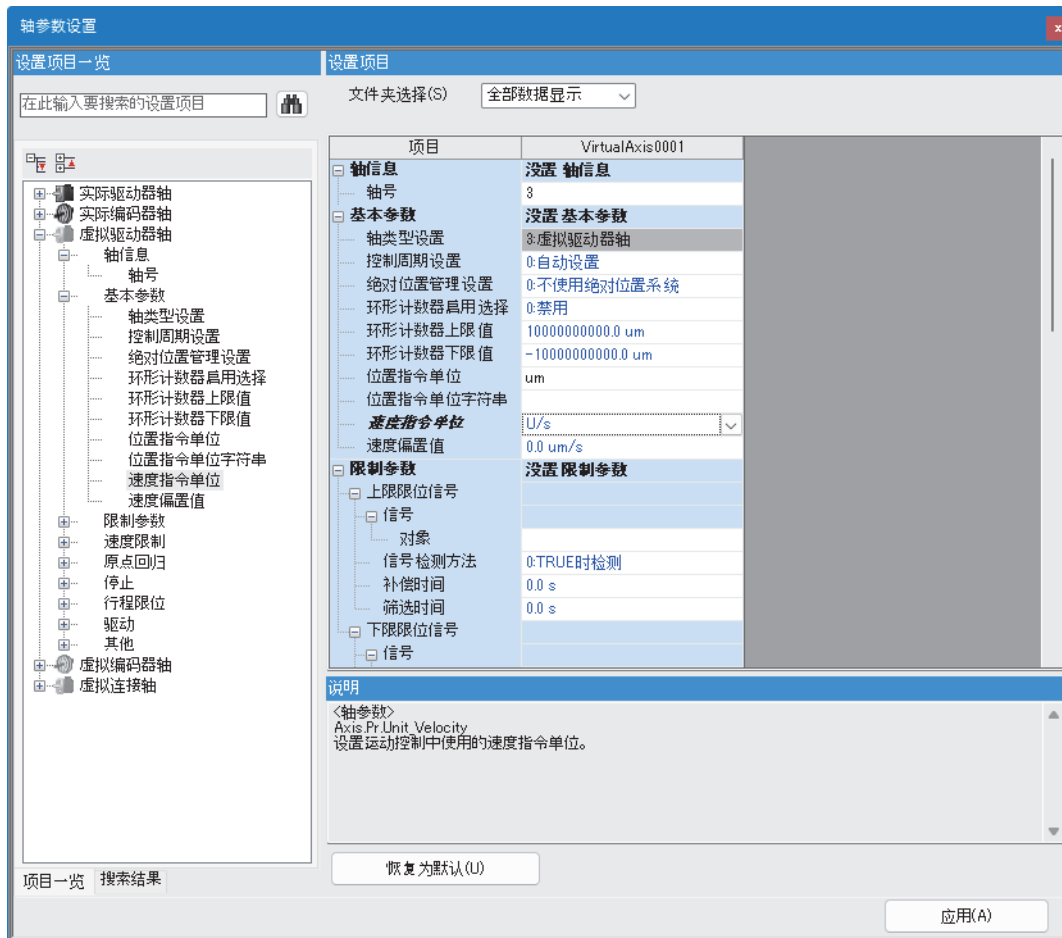 轴参数设置
x
设置项目一览
在此输入要搜索的设置项目
实际驱动器轴
实际编码器轴
虚拟驱动器轴
轴信息
轴号
基本参数
轴类型设置
控制周期设置
绝对位置管理设置
环形计数器启用选择
环形计数器上限值
环形计数器下限值
位置指令单位
位置指令单位字符串
速度指令单位
速度偏置值
限制参数
速度限制
原点回归
停止
行程限位
驱动
其他
虚拟编码器轴
虚拟连接轴
项目一览 搜索结果
设置项目
文件夹选择(S) 全部数据显示
项目 VirtualAxis0001
轴信息 没置 轴信息
轴号 3
基本参数 没置 基本参数
轴类型设置 3:虚拟驱动器轴
控制周期设置 0:自动设置
绝对位置管理设置 0:不使用绝对位置系统
环形计数器启用选择 0:禁用
环形计数器上限值 10000000000.0 um
环形计数器下限值 -10000000000.0 um
位置指令单位 um
位置指令单位字符串
速度指令单位 U/s
速度偏置值 0.0 um/s
限制参数 没置 限制参数
上限限位信号
信号
对象
信号检测方法 0:TRUE时检测
补偿时间 0.0 s
筛选时间 0.0 s
下限限位信号
信号
说明
<轴参数>
Axis.Pr.Unit_Velocity
设置运动控制中使用的速度指令单位。
恢复为默认(U)
应用(A)